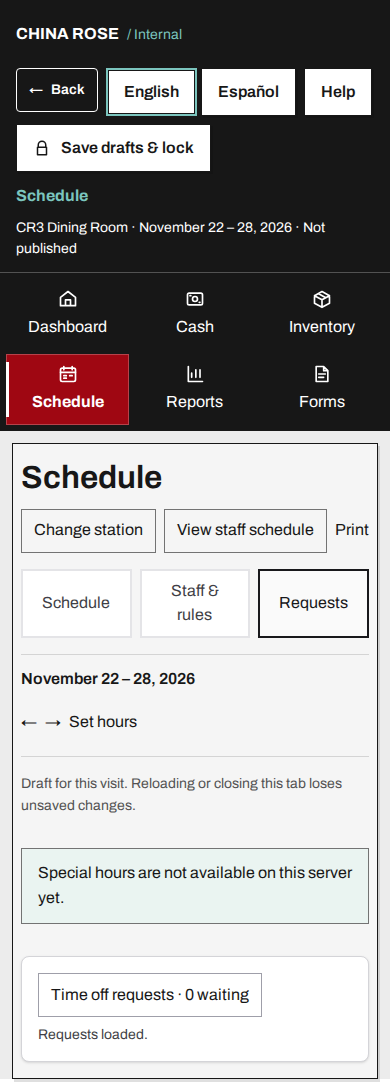 CHINA ROSE / Internal
← Back
English
Español
Help
Save drafts & lock
Schedule
CR3 Dining Room · November 22 – 28, 2026 · Not
published
Dashboard
Cash
Inventory
Schedule
Reports
Forms
Schedule
Change station
View staff schedule
Print
Schedule
Staff &
rules
Requests
November 22 – 28, 2026
← → Set hours
Draft for this visit. Reloading or closing this tab loses
unsaved changes.
Special hours are not available on this server
yet.
Time off requests · 0 waiting
Requests loaded.